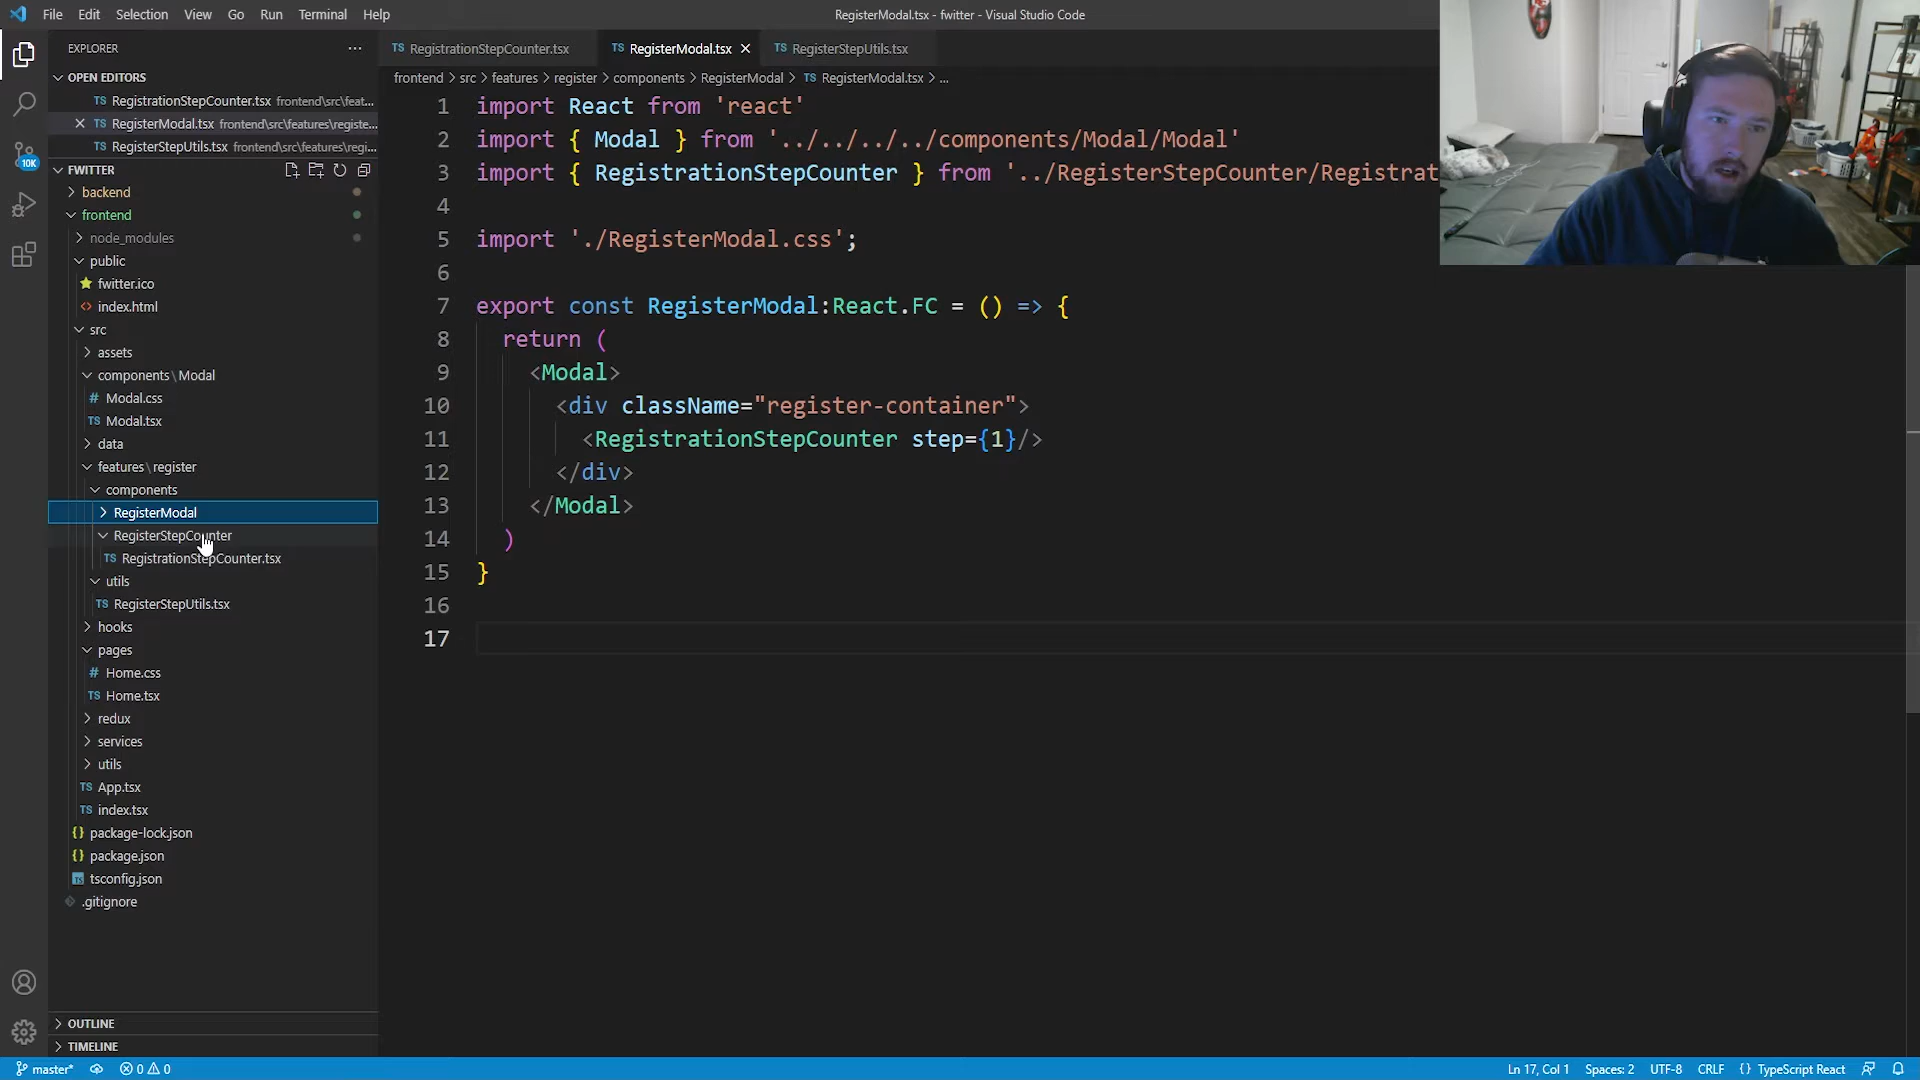 File Edit Selection View Go Run Terminal Help
RegisterModal.tsx - fwitter - Visual Studio Code
EXPLORER
OPEN EDITORS
RegistrationStepCounter.tsx frontend\src\feat...
RegisterModal.tsx frontend\src\features\registe...
RegisterStepUtils.tsx frontend\src\features\regi...
FWITTER
backend
frontend
node_modules
public
fwitter.ico
index.html
src
assets
components\Modal
Modal.css
Modal.tsx
data
features\register
components
RegisterModal
RegisterStepCounter
RegistrationStepCounter.tsx
utils
RegisterStepUtils.tsx
hooks
pages
Home.css
Home.tsx
redux
services
utils
App.tsx
index.tsx
package-lock.json
package.json
tsconfig.json
.gitignore
OUTLINE
TIMELINE
10K
TS RegistrationStepCounter.tsx TS RegisterModal.tsx TS RegisterStepUtils.tsx
frontend > src > features > register > components > RegisterModal > TS RegisterModal.tsx > ...
1 import React from 'react'
2 import { Modal } from '../../../../components/Modal/Modal'
3 import { RegistrationStepCounter } from '../RegisterStepCounter/Registrat
4
5 import './RegisterModal.css';
6
7 export const RegisterModal:React.FC = () => {
8 return (
9 <Modal>
10 <div className="register-container">
11 <RegistrationStepCounter step={1}/>
12 </div>
13 </Modal>
14 )
15 }
16
17
master* 0 0 Ln 17, Col 1 Spaces: 2 UTF-8 CRLF {} TypeScript React